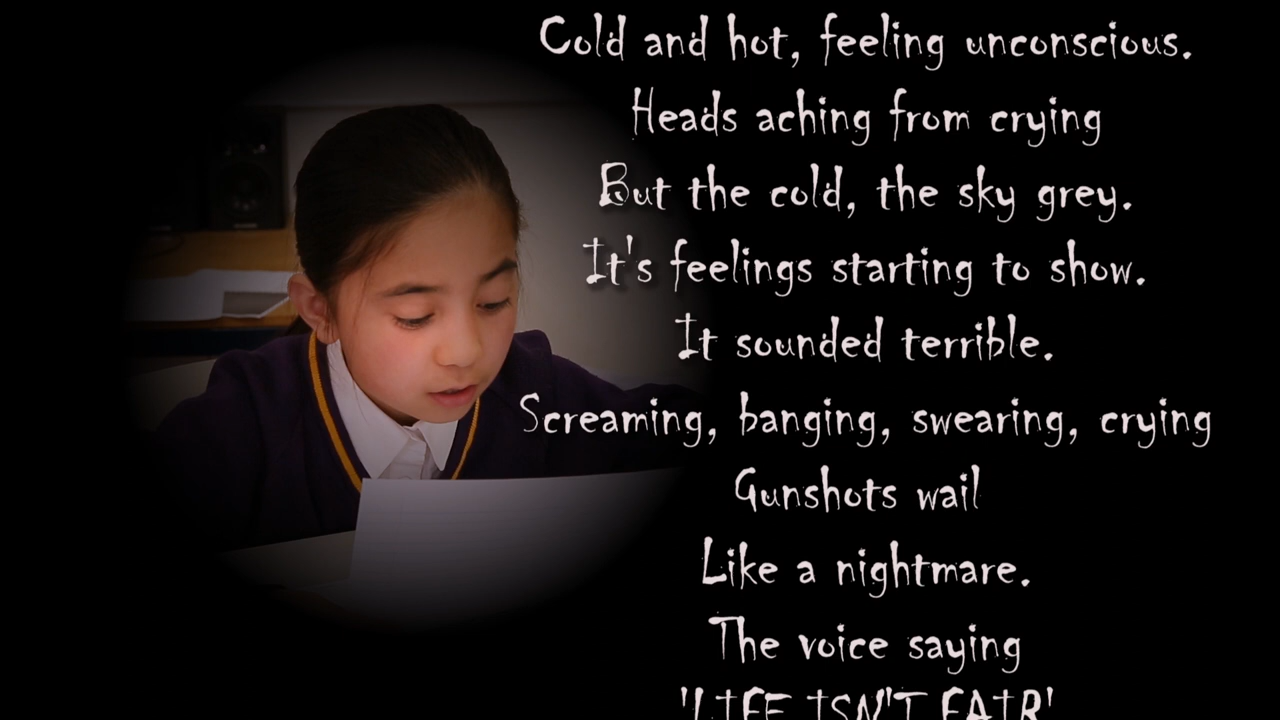 Cold and hot, feeling unconscious.
Heads aching from crying
But the cold, the sky grey.
It's feelings starting to show.
It sounded terrible.
Screaming, banging, swearing, crying
Gunshots wail
Like a nightmare.
The voice saying
'LIFE ISN'T FAIR'